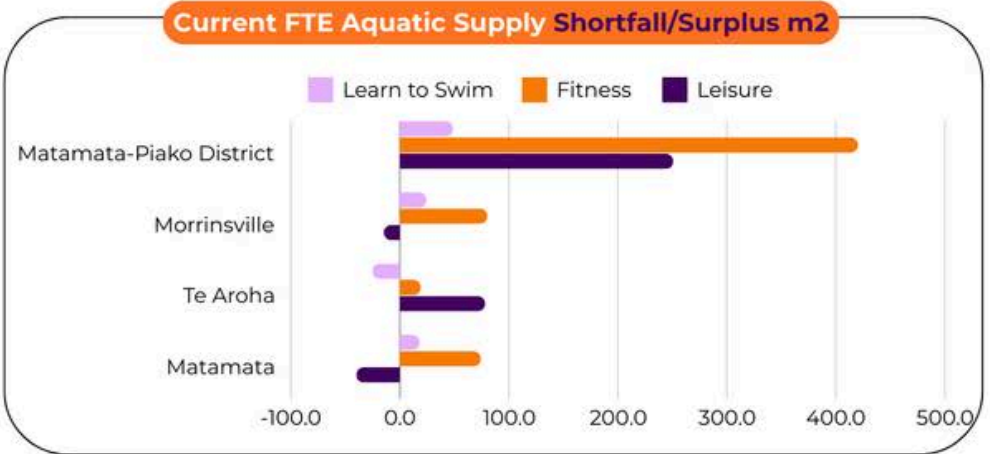 Current FTE Aquatic Supply Shortfall/Surplus m2
Learn to Swim Fitness Leisure
Matamata-Piako District
Morrinsville
Te Aroha
Matamata
-100.0 0.0 100.0 200.0 300.0 400.0 500.0